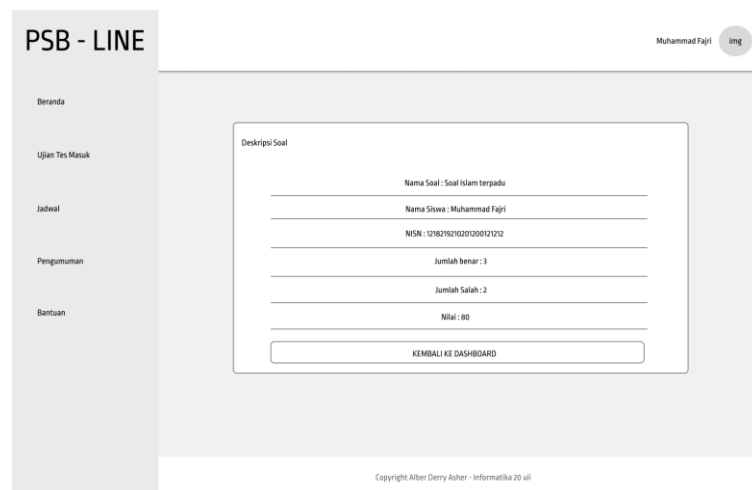 PSB - LINE
Muhammad Fajri
img
Beranda
Ujian Tes Masuk
Jadwal
Pengumuman
Bantuan
Deskripsi Soal
Nama Soal : Soal Islam terpadu
Nama Siswa : Muhammad Fajri
NISN : 1218219210201200121212
Jumlah benar : 3
Jumlah Salah : 2
Nilai : 80
KEMBALI KE DASHBOARD
Copyright Alber Derry Asher - Informatika 20 uii